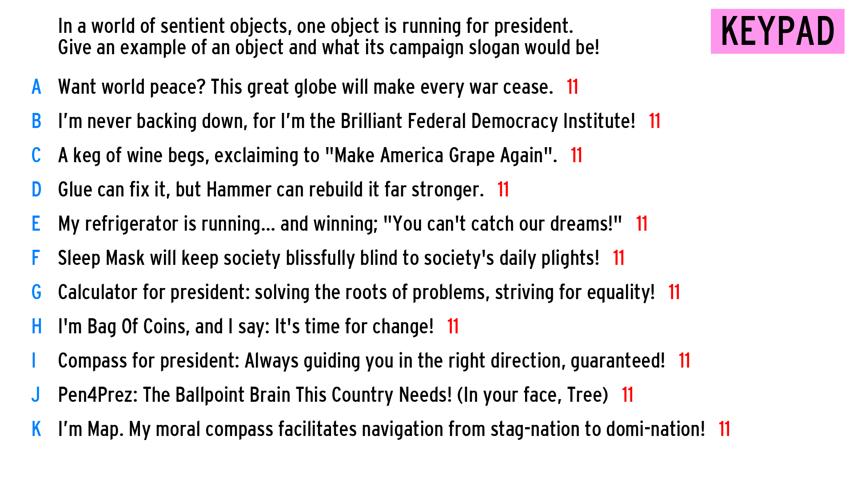 In a world of sentient objects, one object is running for president.
Give an example of an object and what its campaign slogan would be!
KEYPAD
A Want world peace? This great globe will make every war cease. 11
B I'm never backing down, for I'm the Brilliant Federal Democracy Institute! 11
C A keg of wine begs, exclaiming to "Make America Grape Again". 11
D Glue can fix it, but Hammer can rebuild it far stronger. 11
E My refrigerator is running... and winning; "You can't catch our dreams!" 11
F Sleep Mask will keep society blissfully blind to society's daily plights! 11
G Calculator for president: solving the roots of problems, striving for equality! 11
H I'm Bag Of Coins, and I say: It's time for change! 11
I Compass for president: Always guiding you in the right direction, guaranteed! 11
J Pen4Prez: The Ballpoint Brain This Country Needs! (In your face, Tree) 11
K I'm Map. My moral compass facilitates navigation from stag-nation to domi-nation! 11